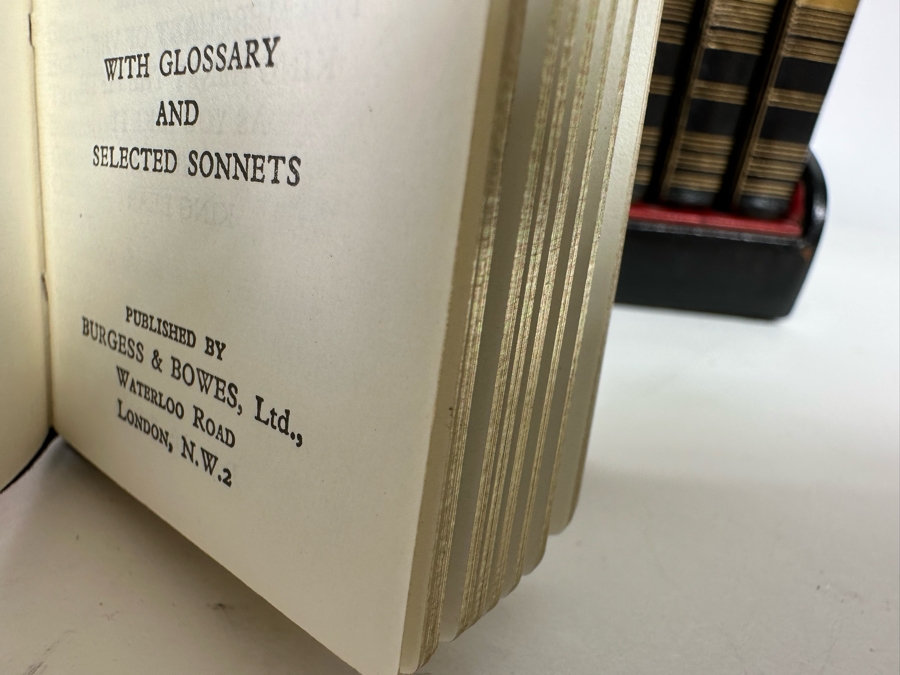 WITH GLOSSARY
AND
SELECTED SONNETS
PUBLISHED BY
BURGESS & BOWES, Ltd.,
WATERLOO ROAD
LONDON, N.W.2